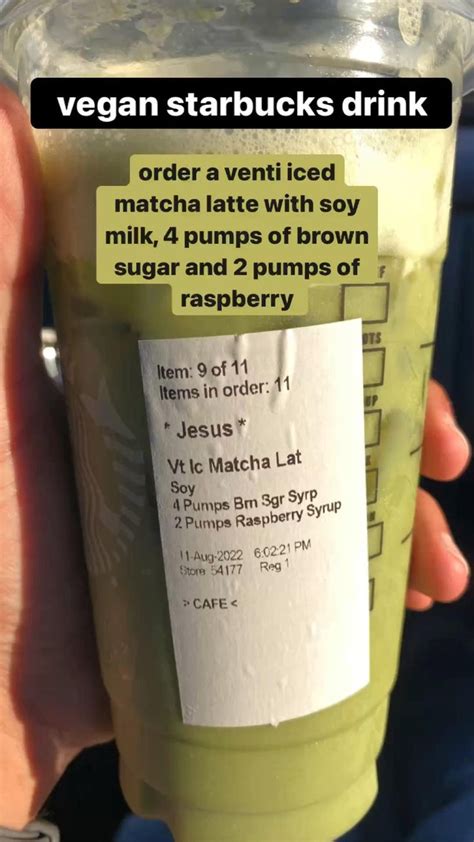 vegan starbucks drink
order a venti iced
matcha latte with soy
milk, 4 pumps of brown
sugar and 2 pumps of
raspberry
Item: 9 of 11
Items in order: 11
* Jesus *
Vt Ic Matcha Lat
Soy
4 Pumps Brn Sgr Syrp
2 Pumps Raspberry Syrup
11-Aug-2022 6:02:21 PM
Store 54177 Reg 1
> CAFE <